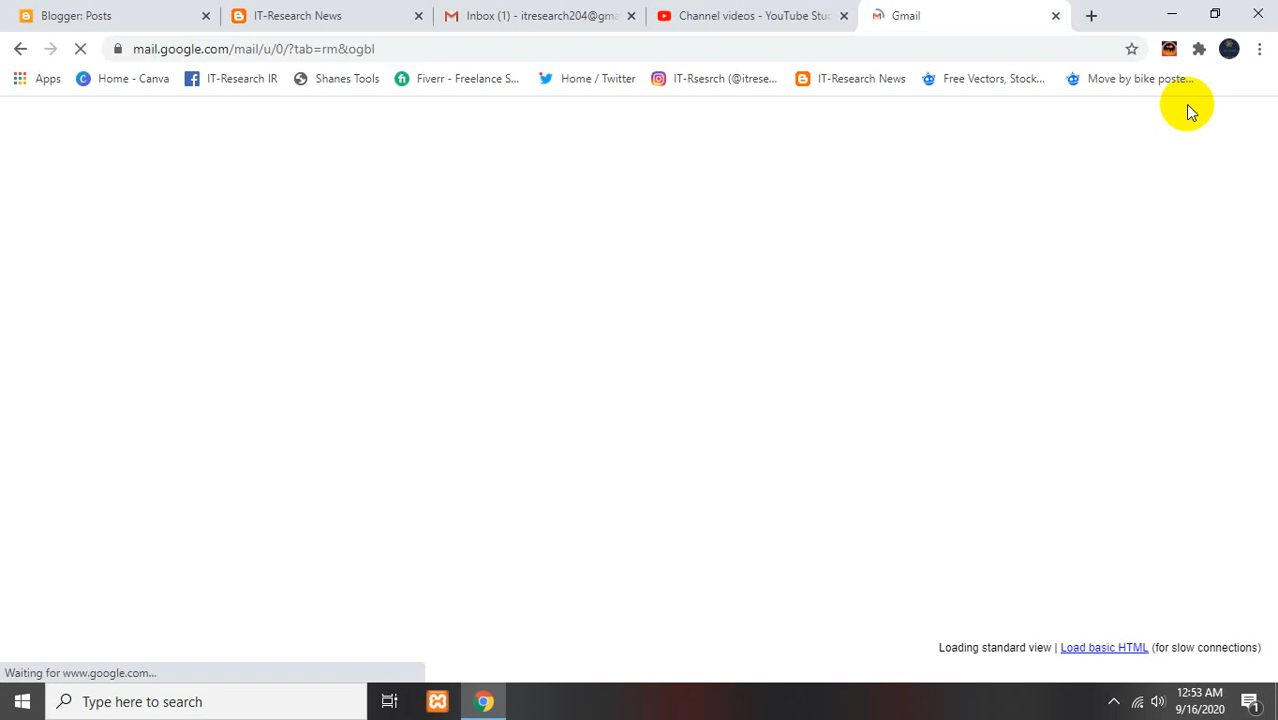 Blogger: Posts
IT-Research News
Inbox (1) - itresearch204@gma
Channel videos - YouTube Stuc
Gmail
mail.google.com/mail/u/0/?tab=rm&ogbl
Apps
Home - Canva
IT-Research IR
Shanes Tools
Fiverr - Freelance S...
Home / Twitter
IT-Rsesrch (@itrese...
IT-Research News
Free Vectors, Stock...
Move by bike poste...
Loading standard view | Load basic HTML (for slow connections)
Waiting for www.google.com...
Type here to search
12:53 AM
9/16/2020
1